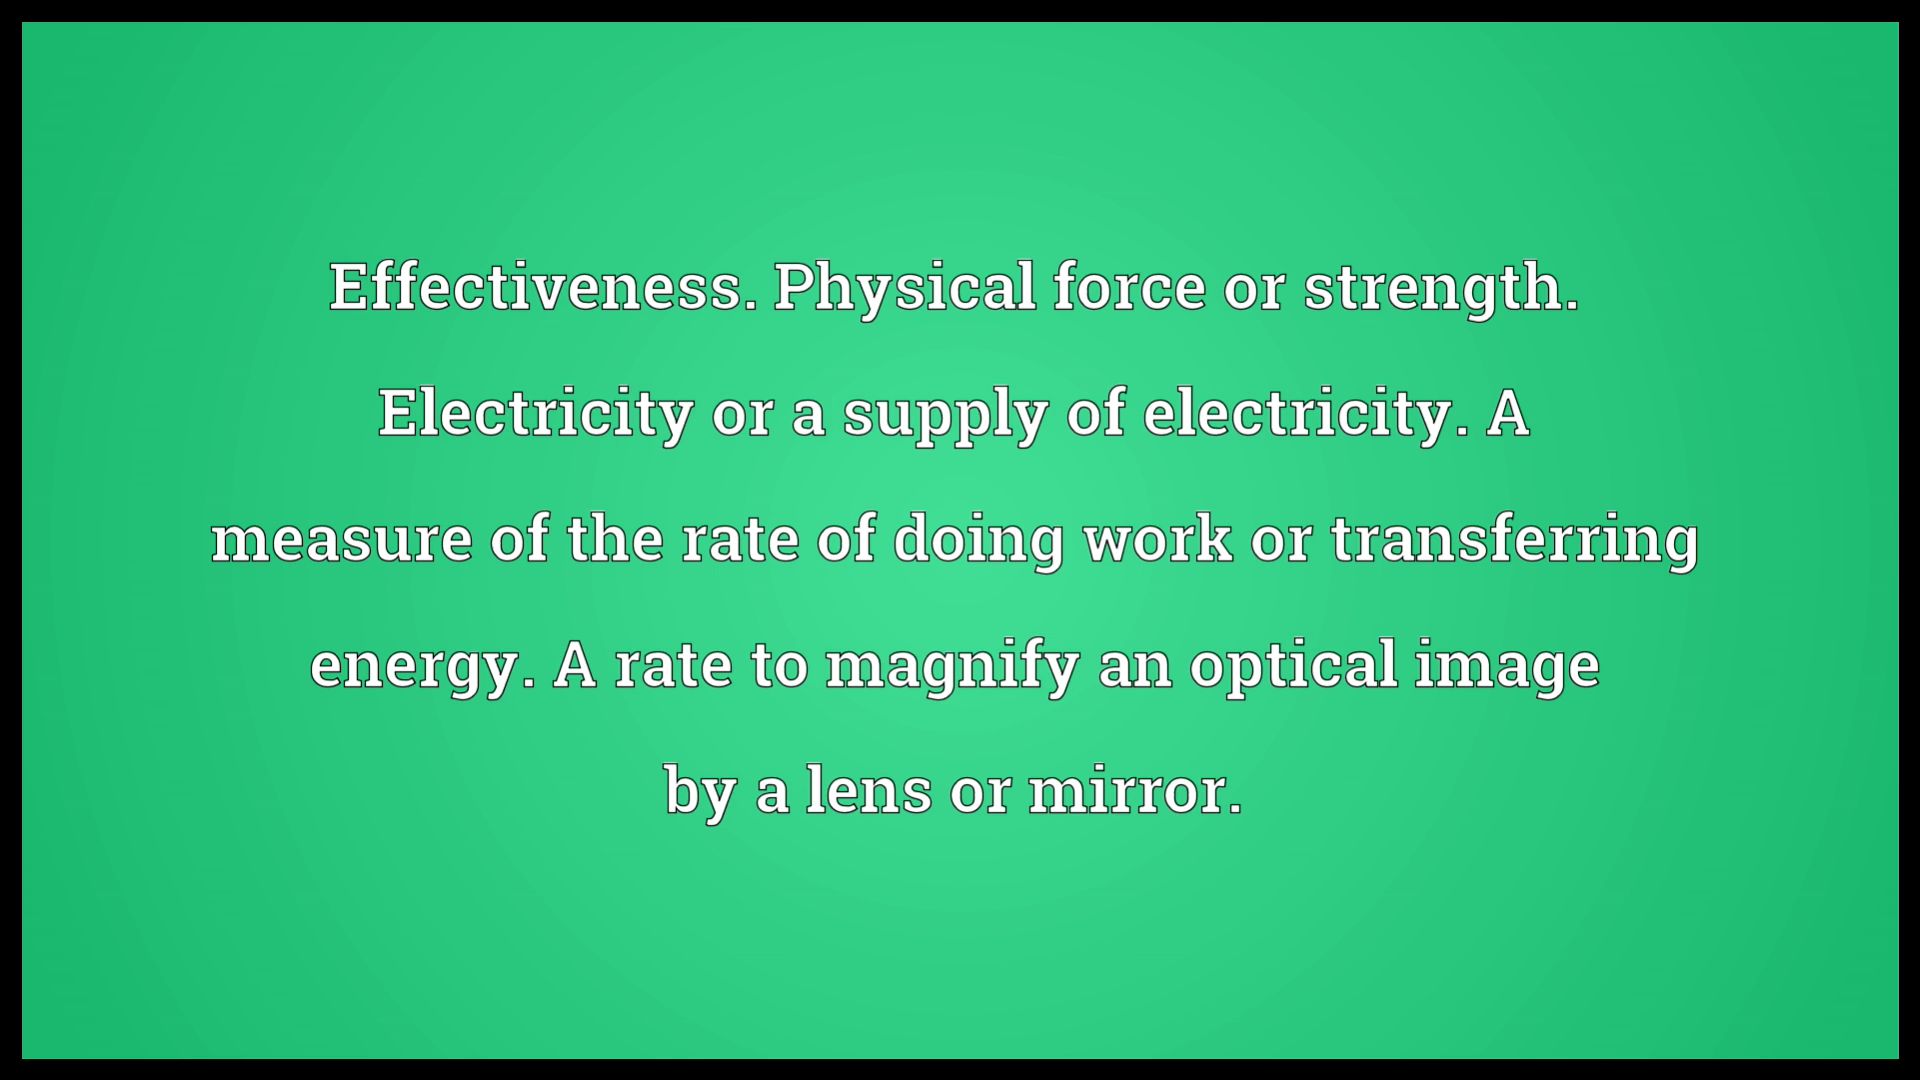 Effectiveness. Physical force or strength.
Electricity or a supply of electricity. A
measure of the rate of doing work or transferring
energy. A rate to magnify an optical image
by a lens or mirror.